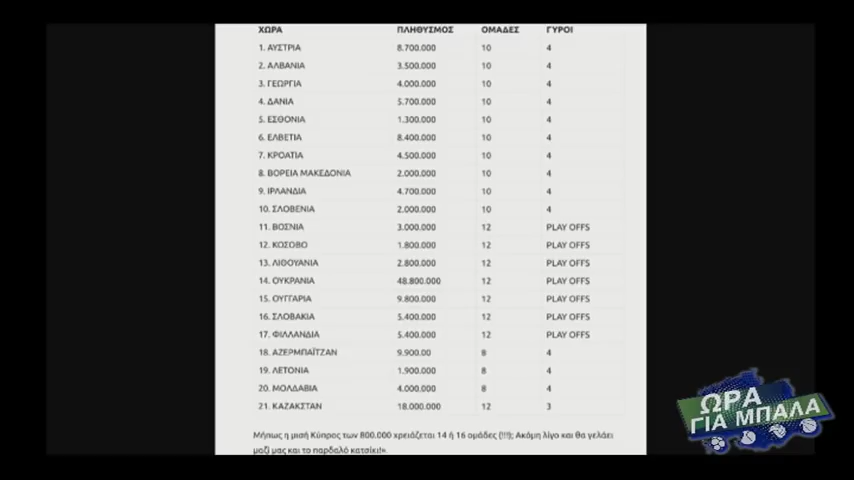 ΧΩΡΑ ΠΛΗΘΥΣΜΟΣ ΟΜΑΔΕΣ ΓΥΡΟΙ
1. ΑΥΣΤΡΙΑ 8.700.000 10 4
2. ΑΛΒΑΝΙΑ 3.500.000 10 4
3. ΓΕΩΡΓΙΑ 4.000.000 10 4
4. ΔΑΝΙΑ 5.700.000 10 4
5. ΕΣΘΟΝΙΑ 1.300.000 10 4
6. ΕΛΒΕΤΙΑ 8.400.000 10 4
7. ΚΡΟΑΤΙΑ 4.500.000 10 4
8. ΒΟΡΕΙΑ ΜΑΚΕΔΟΝΙΑ 2.000.000 10 4
9. ΙΡΛΑΝΔΙΑ 4.700.000 10 4
10. ΣΛΟΒΕΝΙΑ 2.000.000 10 4
11. ΒΟΣΝΙΑ 3.000.000 12 PLAY OFFS
12. ΚΟΣΟΒΟ 1.800.000 12 PLAY OFFS
13. ΛΙΘΟΥΑΝΙΑ 2.800.000 12 PLAY OFFS
14. ΟΥΚΡΑΝΙΑ 48.800.000 12 PLAY OFFS
15. ΟΥΓΓΑΡΙΑ 9.800.000 12 PLAY OFFS
16. ΣΛΟΒΑΚΙΑ 5.400.000 12 PLAY OFFS
17. ΦΙΛΛΑΝΔΙΑ 5.400.000 12 PLAY OFFS
18. ΑΖΕΡΜΠΑΪΤΖΑΝ 9.900.00 8 4
19. ΛΕΤΟΝΙΑ 1.900.000 8 4
20. ΜΟΛΔΑΒΙΑ 4.000.000 8 4
21. ΚΑΖΑΚΣΤΑΝ 18.000.000 12 3
Μήπως η μισή Κύπρος των 800.000 χρειάζεται 14 ή 16 ομάδες (!!!); Ακόμη λίγο και θα γελάει
μαζί μας και το παρδαλό κατσίκι!».
ΩΡΑ
ΓΙΑ ΜΠΑΛΑ